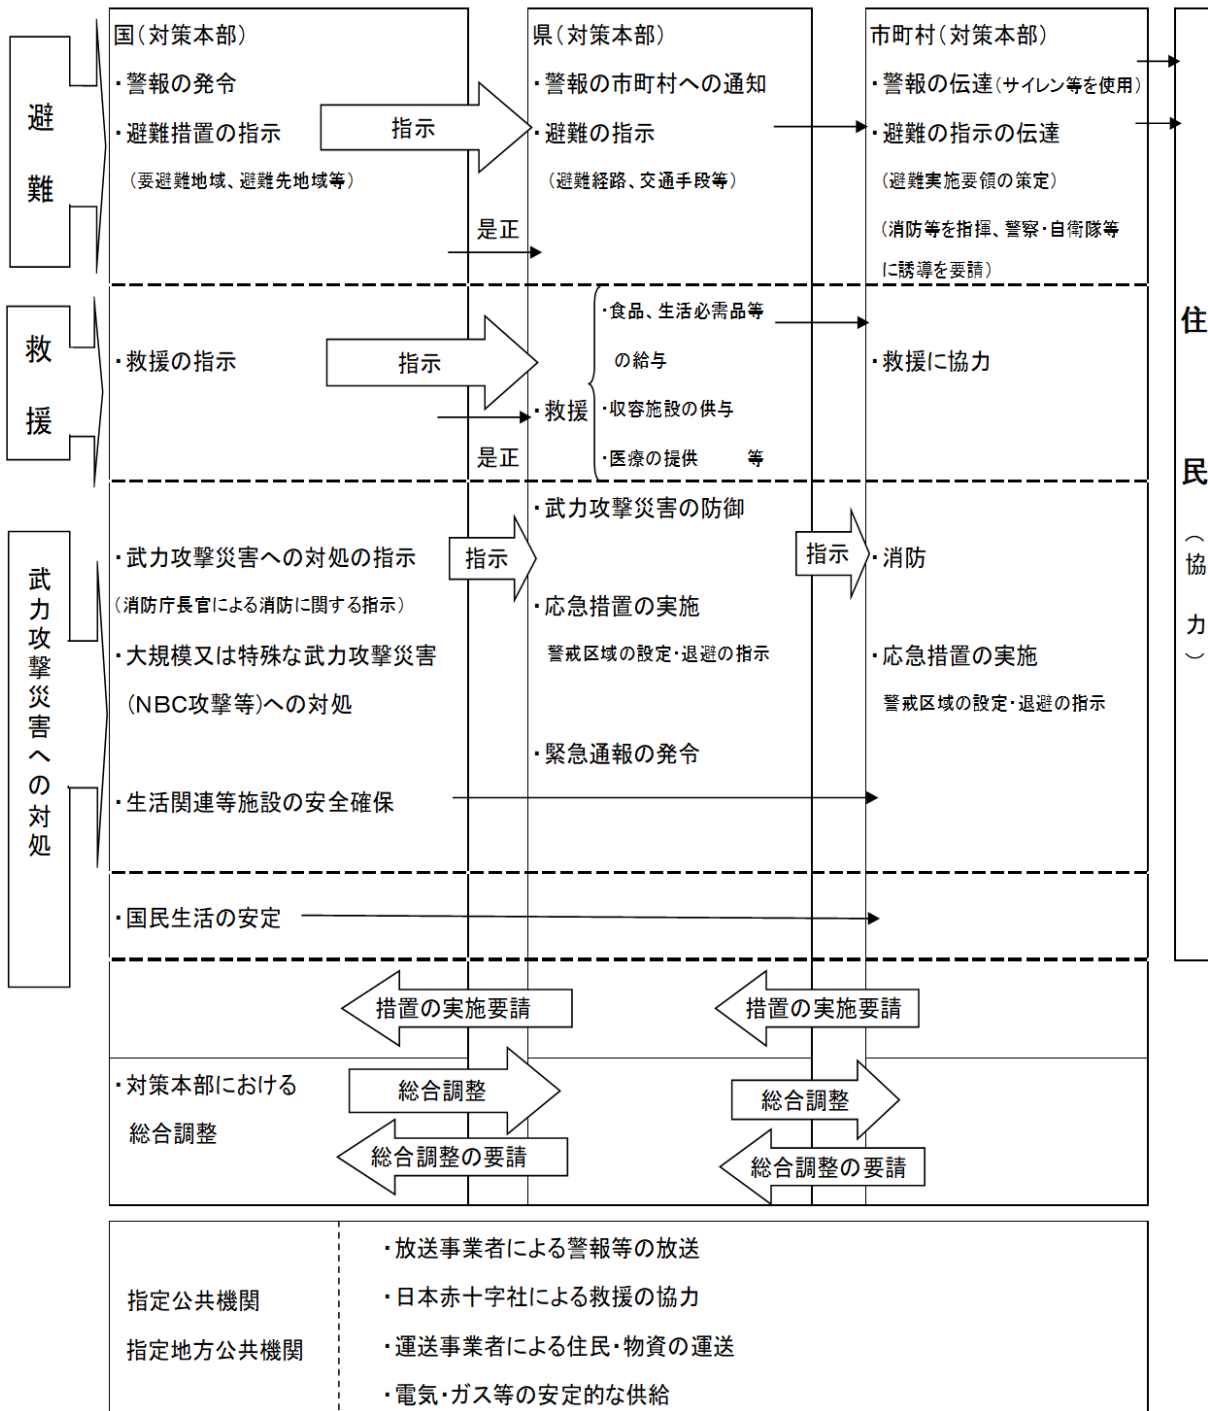 避難
国(対策本部)
・警報の発令
・避難措置の指示
(要避難地域、避難先地域等)
指示
是正
県(対策本部)
・警報の市町村への通知
・避難の指示
(避難経路、交通手段等)
市町村(対策本部)
・警報の伝達(サイレン等を使用)
・避難の指示の伝達
(避難実施要領の策定)
(消防等を指揮、警察・自衛隊等
に誘導を要請)
住民(協力)
救援
・救援の指示
指示
是正
・救援
・食品、生活必需品等
の給与
・収容施設の供与
・医療の提供 等
・救援に協力
武力攻撃災害への対処
・武力攻撃災害への対処の指示
(消防庁長官による消防に関する指示)
・大規模又は特殊な武力攻撃災害
(NBC攻撃等)への対処
・生活関連等施設の安全確保
指示
・武力攻撃災害の防御
・応急措置の実施
警戒区域の設定・退避の指示
・緊急通報の発令
指示
・消防
・応急措置の実施
警戒区域の設定・退避の指示
・国民生活の安定
措置の実施要請
措置の実施要請
・対策本部における
総合調整
総合調整
総合調整の要請
総合調整
総合調整の要請
指定公共機関
指定地方公共機関
・放送事業者による警報等の放送
・日本赤十字社による救援の協力
・運送事業者による住民・物資の運送
・電気・ガス等の安定的な供給